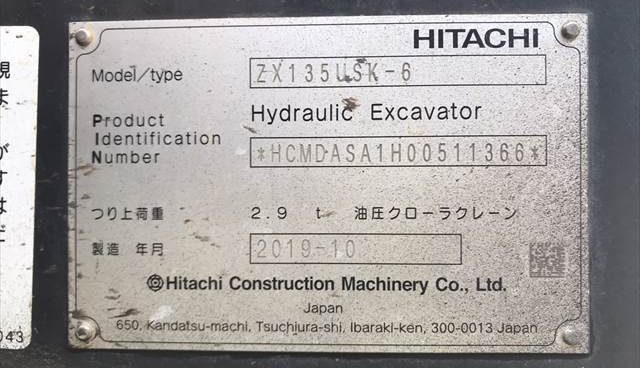 HITACHI
Model/type ZX135USK-6
Product Hydraulic Excavator
Identification
Number *HCMDASA1H00511366*
つり上荷重 2.9 t 油圧クローラクレーン
製造 年月 2019-10
Hitachi Construction Machinery Co., Ltd.
Japan
650, Kandatsu-machi, Tsuchiura-shi, Ibaraki-ken, 300-0013 Japan